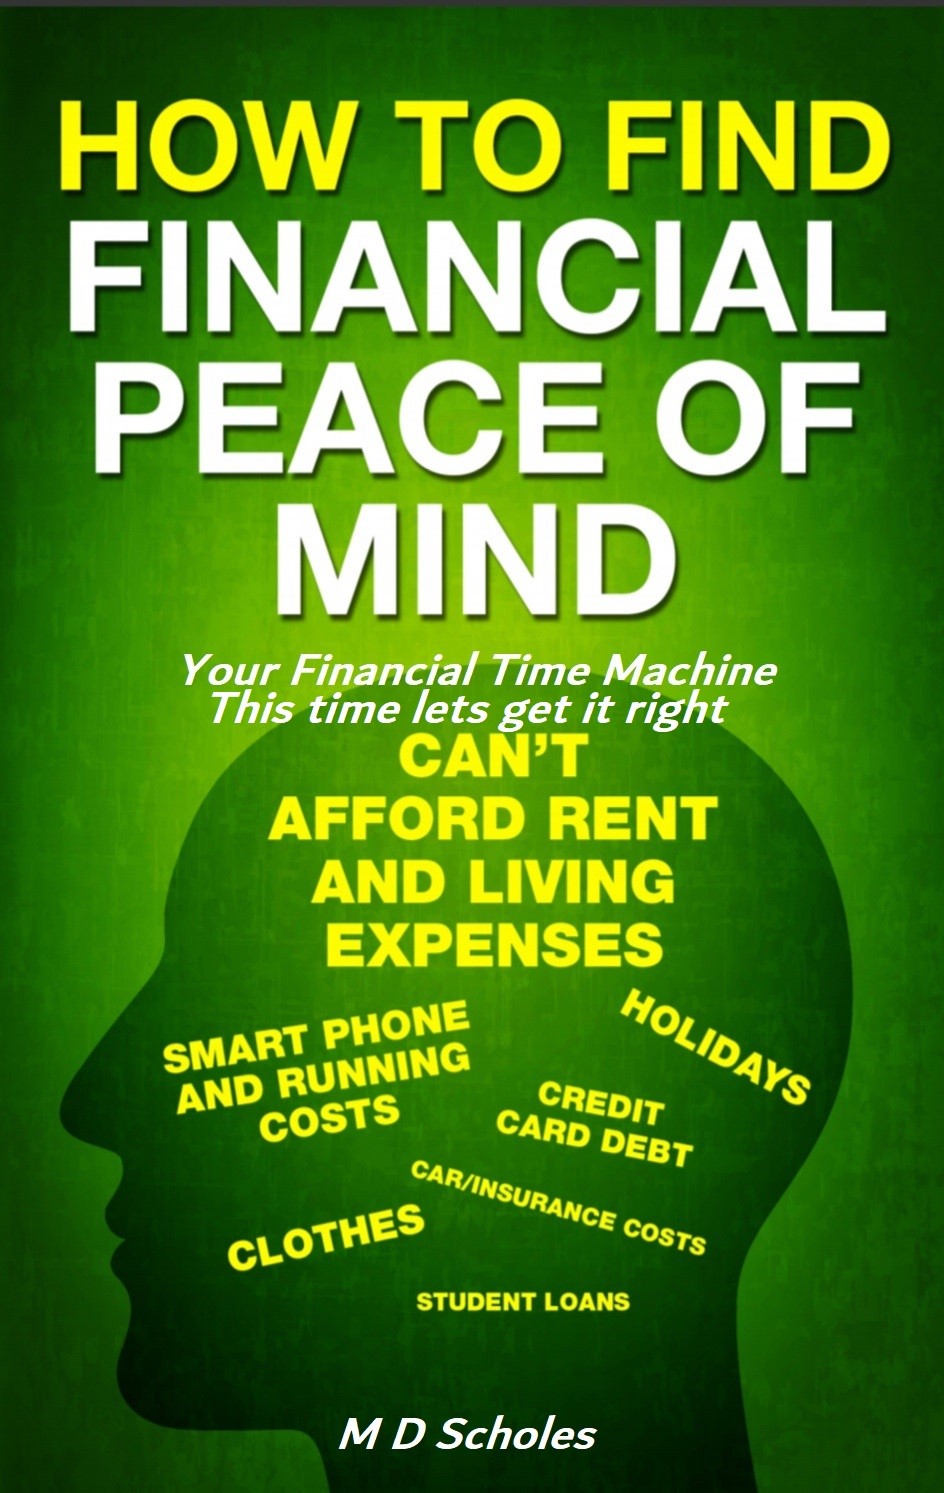 HOW TO FIND
FINANCIAL
PEACE OF
MIND
Your Financial Time Machine
This time lets get it right
CAN'T
AFFORD RENT
AND LIVING
EXPENSES
SMART PHONE
AND RUNNING
COSTS
HOLIDAYS
CREDIT
CARD DEBT
CAR/INSURANCE COSTS
CLOTHES
STUDENT LOANS
M D Scholes